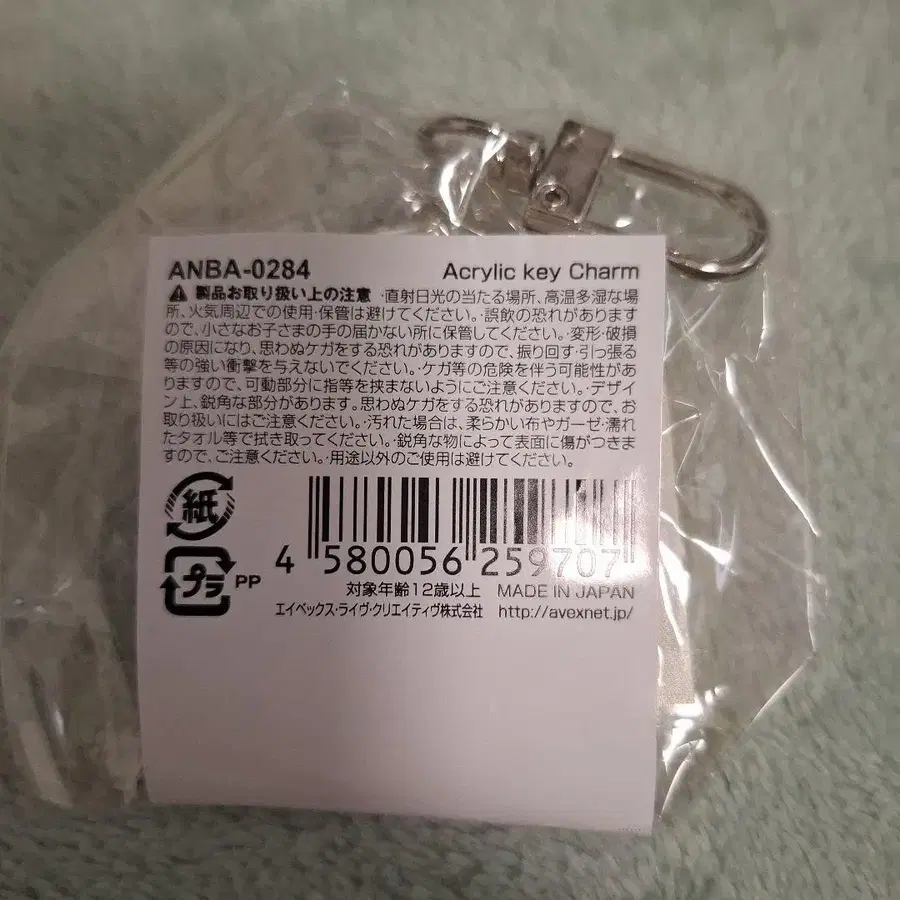 ANBA-0284 Acrylic key Charm
⚠ 製品お取り扱い上の注意 ・直射日光の当たる場所、高温多湿な場
所、火気周辺での使用・保管は避けてください。・誤飲の恐れがあります
ので、小さなお子さまの手の届かない所に保管してください。・変形・破損
の原因になり、思わぬケガをする恐れがありますので、振り回す・引っ張る
等の強い衝撃を与えないでください。・ケガ等の危険を伴う可能性があ
りますので、可動部分に指等を挟まないようにご注意ください。・デザイ
ン上、鋭角な部分があります。思わぬケガをする恐れがありますので、お
取り扱いにはご注意ください。・汚れた場合は、柔らかい布やガーゼ・濡れ
たタオル等で拭き取ってください。・鋭角な物によって表面に傷がつきま
すので、ご注意ください。・用途以外のご使用は避けてください。
紙
プラ PP
4 580056 259707
対象年齢12歳以上 MADE IN JAPAN
エイベックス・ライヴ・クリエイティヴ株式会社 http://avexnet.jp/